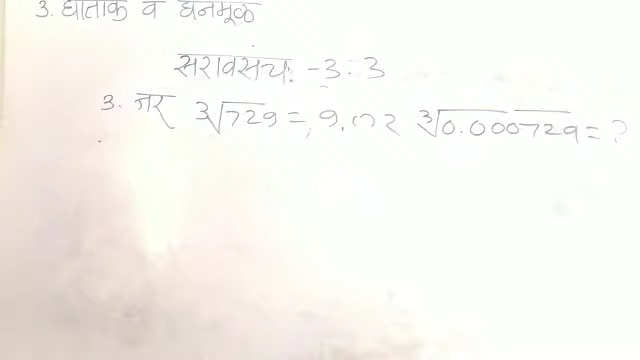 3. घातांक व घनमूळ
सरावसंच: -3.3
3. जर ∛729 = 9, तर ∛0.000729 = ?